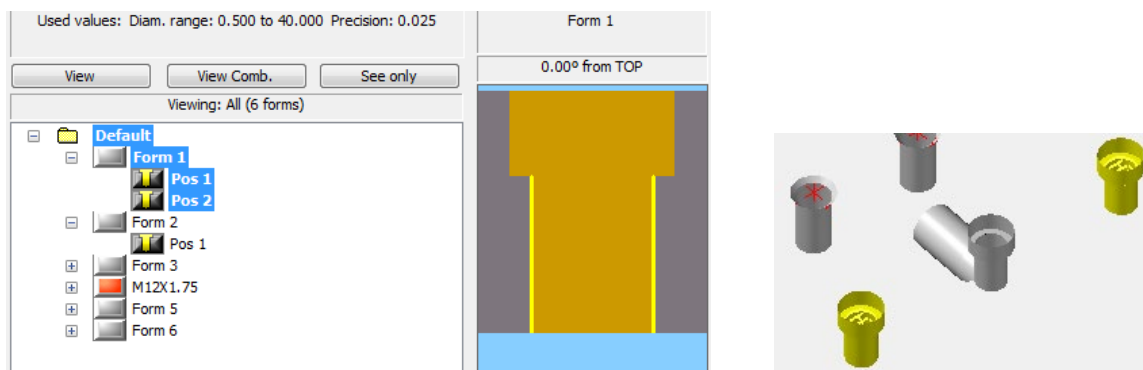 Used values: Diam. range: 0.500 to 40.000 Precision: 0.025
Form 1
View View Comb. See only
0.00º from TOP
Viewing: All (6 forms)
Default
Form 1
Pos 1
Pos 2
Form 2
Pos 1
Form 3
M12X1.75
Form 5
Form 6